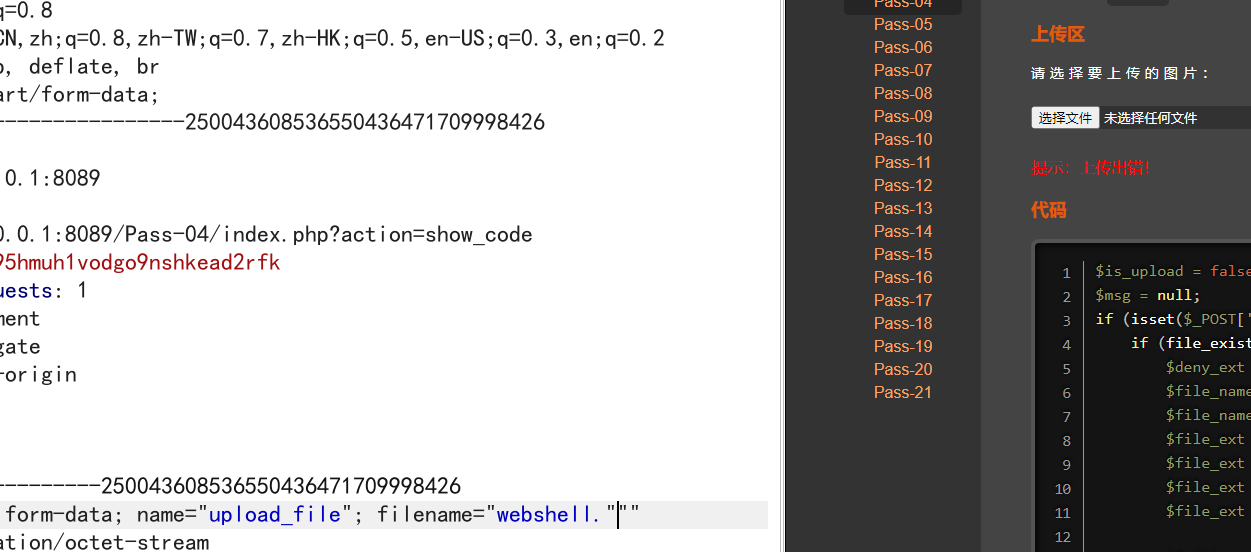 q=0.8
CN,zh;q=0.8,zh-TW;q=0.7,zh-HK;q=0.5,en-US;q=0.3,en;q=0.2
, deflate, br
art/form-data;
----------------250043608536550436471709998426
0.1:8089
0.0.1:8089/Pass-04/index.php?action=show_code
95hmuh1vodgo9nshkead2rfk
uests: 1
ment
gate
-origin
---------250043608536550436471709998426
form-data; name="upload_file"; filename="webshell."""
ation/octet-stream
Pass-04
Pass-05
Pass-06
Pass-07
Pass-08
Pass-09
Pass-10
Pass-11
Pass-12
Pass-13
Pass-14
Pass-15
Pass-16
Pass-17
Pass-18
Pass-19
Pass-20
Pass-21
上传区
请选择要上传的图片：
选择文件 未选择任何文件
提示：上传出错！
代码
1 $is_upload = false
2 $msg = null;
3 if (isset($_POST['
4 if (file_exist
5 $deny_ext
6 $file_name
7 $file_name
8 $file_ext
9 $file_ext
10 $file_ext
11 $file_ext
12